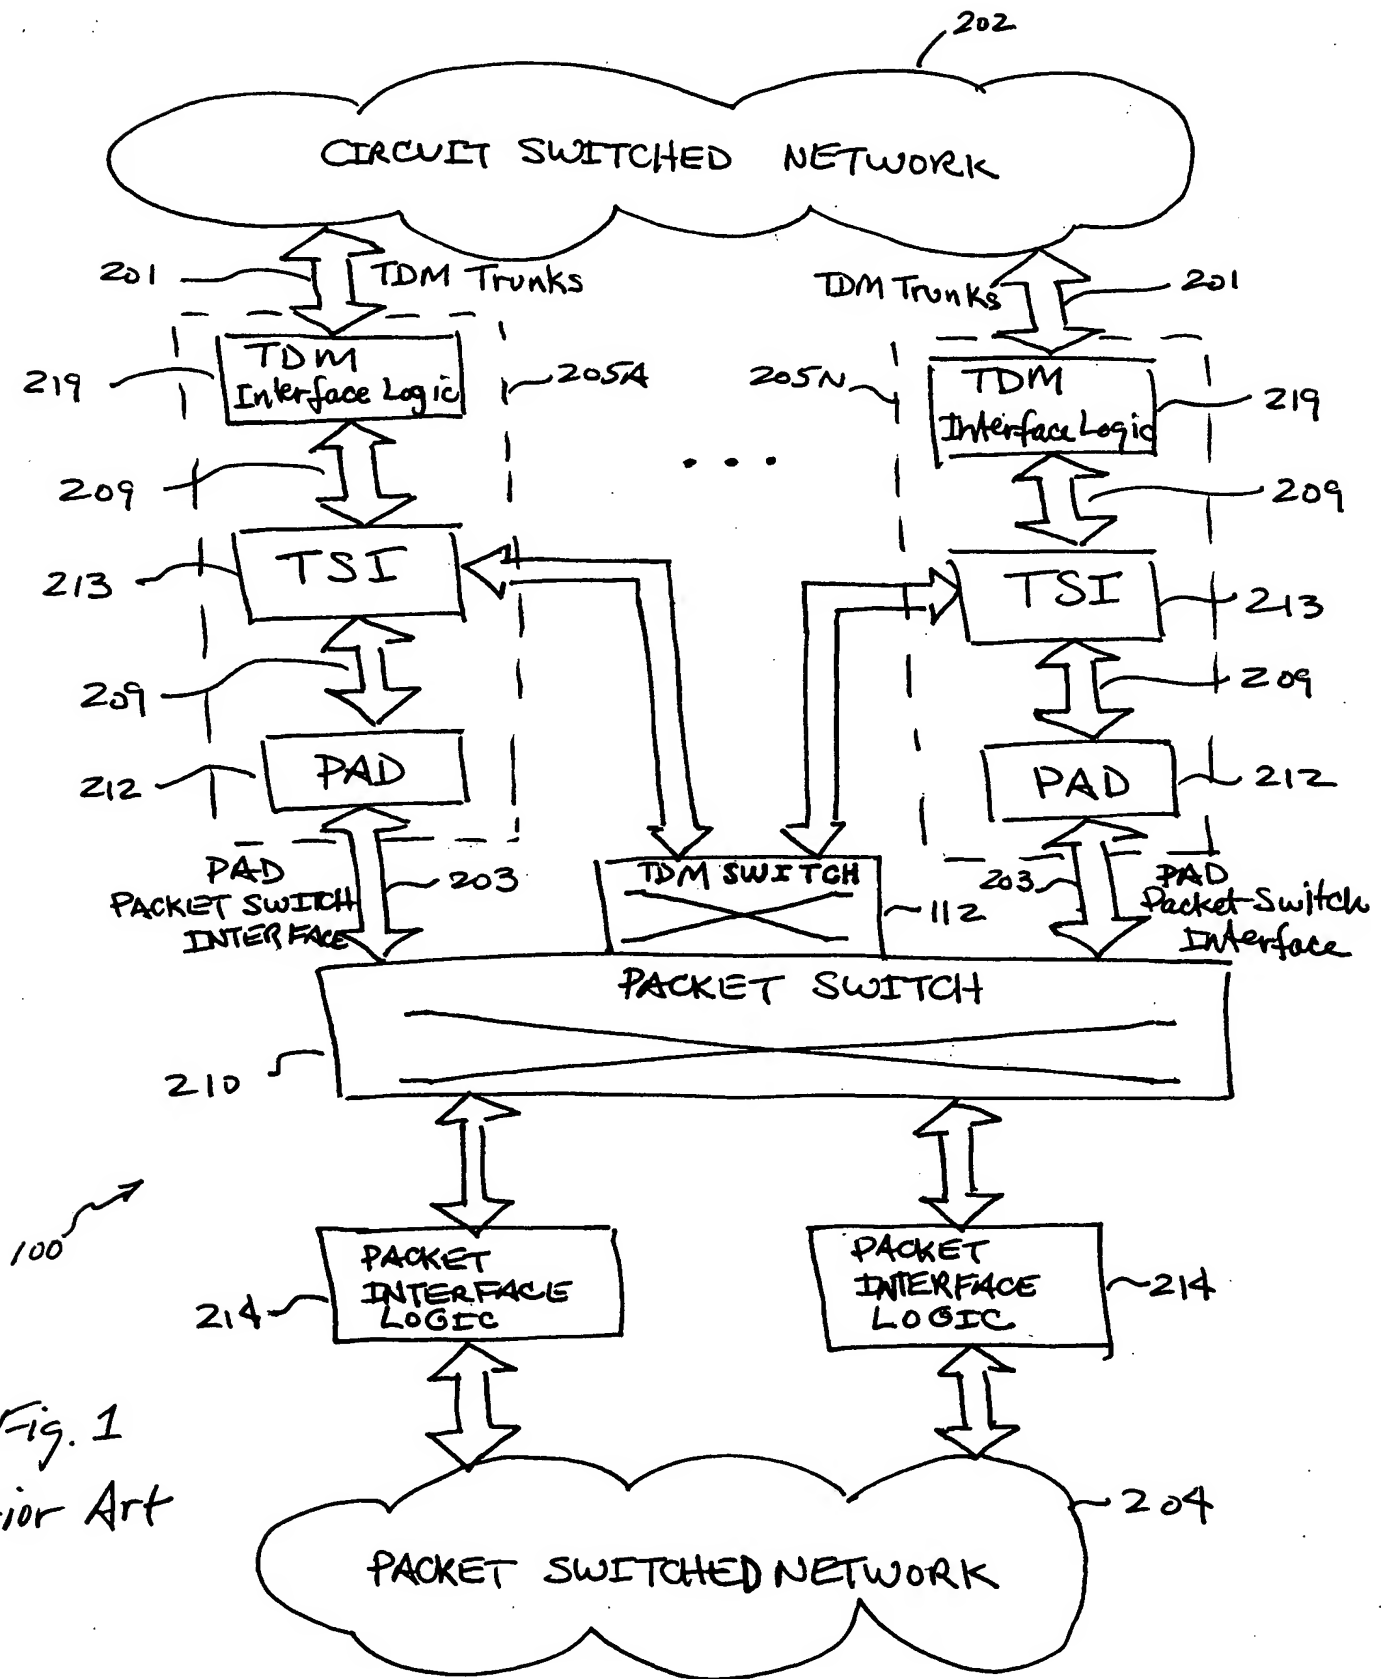 202
CIRCUIT SWITCHED NETWORK
201
TDM Trunks
TDM Trunks
201
219
TDM
Interface Logic
205A
205N
TDM
Interface Logic
219
209
...
209
213
TSI
TSI
213
209
209
212
PAD
PAD
212
PAD
PACKET SWITCH
INTERFACE
203
TDM SWITCH
112
203
PAD
Packet-Switch
Interface
PACKET SWITCH
210
100
PACKET
INTERFACE
LOGIC
214
PACKET
INTERFACE
LOGIC
214
Fig. 1
ior Art
204
PACKET SWITCHED NETWORK